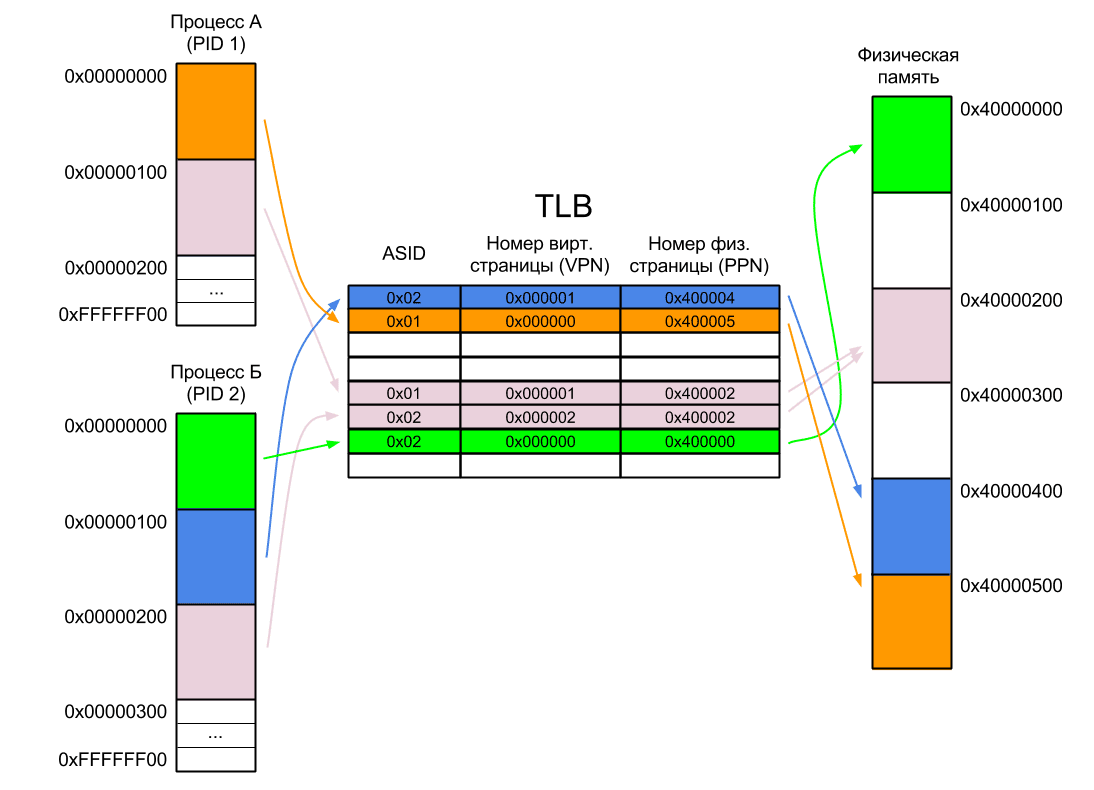 Процесс А
(PID 1)
0x00000000
0x00000100
0x00000200
...
0xFFFFFF00
Процесс Б
(PID 2)
0x00000000
0x00000100
0x00000200
0x00000300
...
0xFFFFFF00
TLB
ASID
Номер вирт.
страницы (VPN)
Номер физ.
страницы (PPN)
0x02 0x000001 0x400004
0x01 0x000000 0x400005
0x01 0x000001 0x400002
0x02 0x000002 0x400002
0x02 0x000000 0x400000
Физическая
память
0x40000000
0x40000100
0x40000200
0x40000300
0x40000400
0x40000500